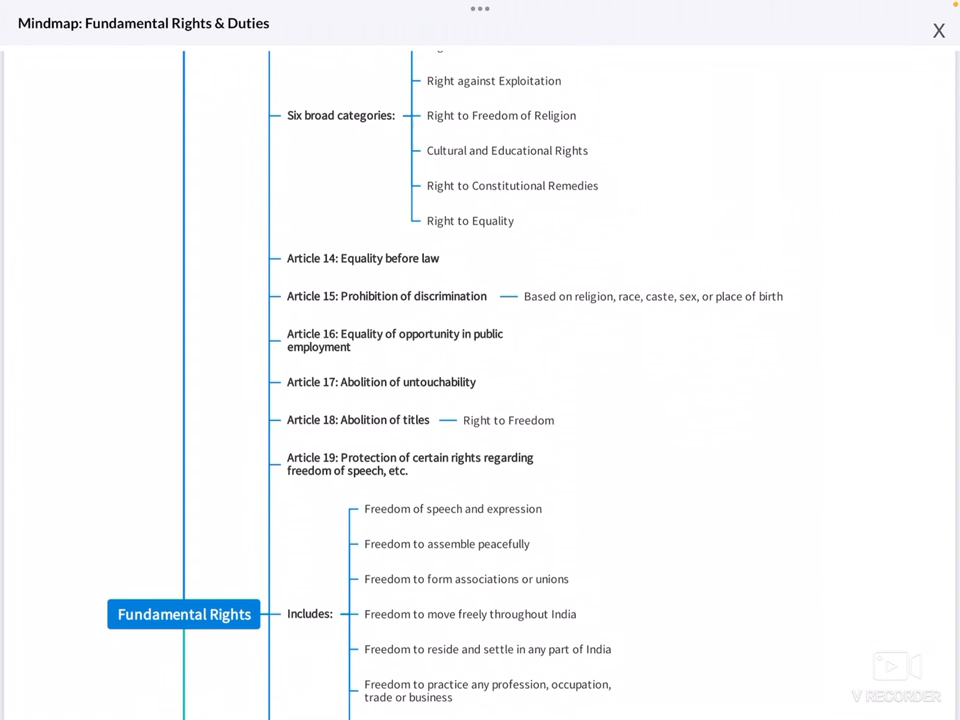 Mindmap: Fundamental Rights & Duties
X
Right against Exploitation
Six broad categories:
Right to Freedom of Religion
Cultural and Educational Rights
Right to Constitutional Remedies
Right to Equality
Article 14: Equality before law
Article 15: Prohibition of discrimination
Based on religion, race, caste, sex, or place of birth
Article 16: Equality of opportunity in public
employment
Article 17: Abolition of untouchability
Article 18: Abolition of titles
Right to Freedom
Article 19: Protection of certain rights regarding
freedom of speech, etc.
Freedom of speech and expression
Freedom to assemble peacefully
Freedom to form associations or unions
Fundamental Rights
Includes:
Freedom to move freely throughout India
Freedom to reside and settle in any part of India
Freedom to practice any profession, occupation,
trade or business
V RECORDER